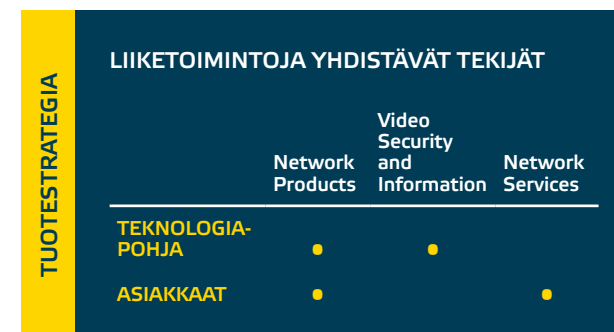 TUOTESTRATEGIA
LIIKETOIMINTOJA YHDISTÄVÄT TEKIJÄT
Network
Products
Video
Security
and
Information
Network
Services
TEKNOLOGIA-
POHJA
• •
ASIAKKAAT • •